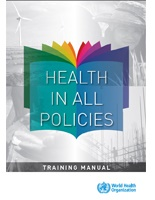 HEALTH
IN ALL
POLICIES
TRAINING MANUAL
World Health
Organization